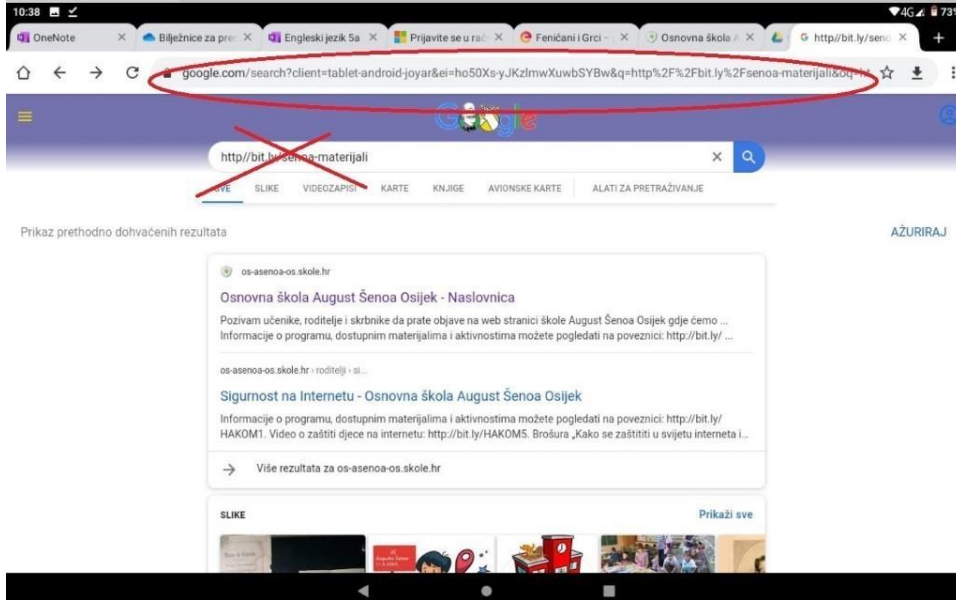 10:38 4G 73%
OneNote
Bilježnice za pre
Engleski jezik 5a
Prijavite se u rač
Feničani i Grci –
Osnovna škola A
http//bit.ly/seno
google.com/search?client=tablet-android-joyar&ei=ho50Xs-yJKzlmwXuwbSYBw&q=http%2F%2Fbit.ly%2Fsenoa-materijali&oq=ht
Google
http//bit.ly/senoa-materijali
SVE SLIKE VIDEOZAPISI KARTE KNJIGE AVIONSKE KARTE ALATI ZA PRETRAŽIVANJE
Prikaz prethodno dohvaćenih rezultata AŽURIRAJ
os-asenoa-os.skole.hr
Osnovna škola August Šenoa Osijek - Naslovnica
Pozivam učenike, roditelje i skrbnike da prate objave na web stranici škole August Šenoa Osijek gdje ćemo ...
Informacije o programu, dostupnim materijalima i aktivnostima možete pogledati na poveznici: http://bit.ly/ ...
os-asenoa-os.skole.hr › roditelji › si...
Sigurnost na Internetu - Osnovna škola August Šenoa Osijek
Informacije o programu, dostupnim materijalima i aktivnostima možete pogledati na poveznici: http://bit.ly/
HAKOM1. Video o zaštiti djece na internetu: http://bit.ly/HAKOM5. Brošura „Kako se zaštititi u svijetu interneta i...
Više rezultata za os-asenoa-os.skole.hr
SLIKE Prikaži sve